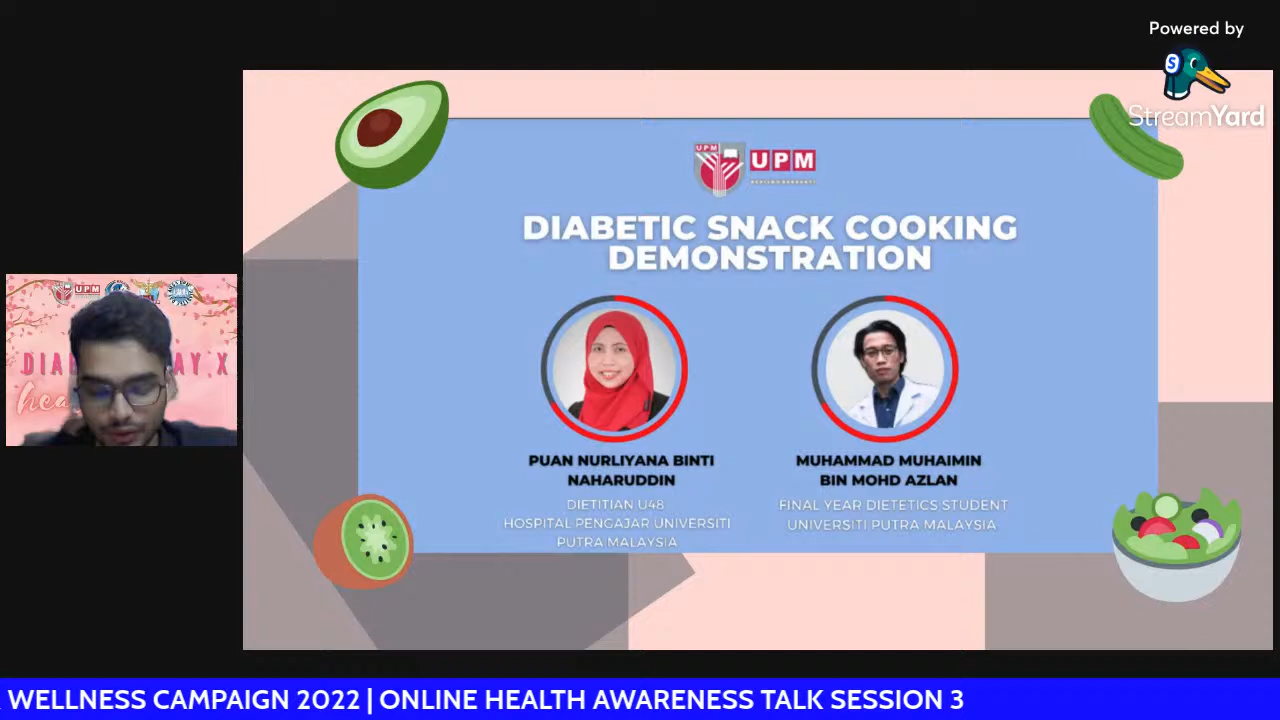 Powered by
StreamYard
UPM
UPM
DIABETIC SNACK COOKING
DEMONSTRATION
PUAN NURLIYANA BINTI
NAHARUDDIN
DIETITIAN U48
HOSPITAL PENGAJAR UNIVERSITI
PUTRA MALAYSIA
MUHAMMAD MUHAIMIN
BIN MOHD AZLAN
FINAL YEAR DIETETICS STUDENT
UNIVERSITI PUTRA MALAYSIA
UPM
WELLNESS CAMPAIGN 2022 | ONLINE HEALTH AWARENESS TALK SESSION 3